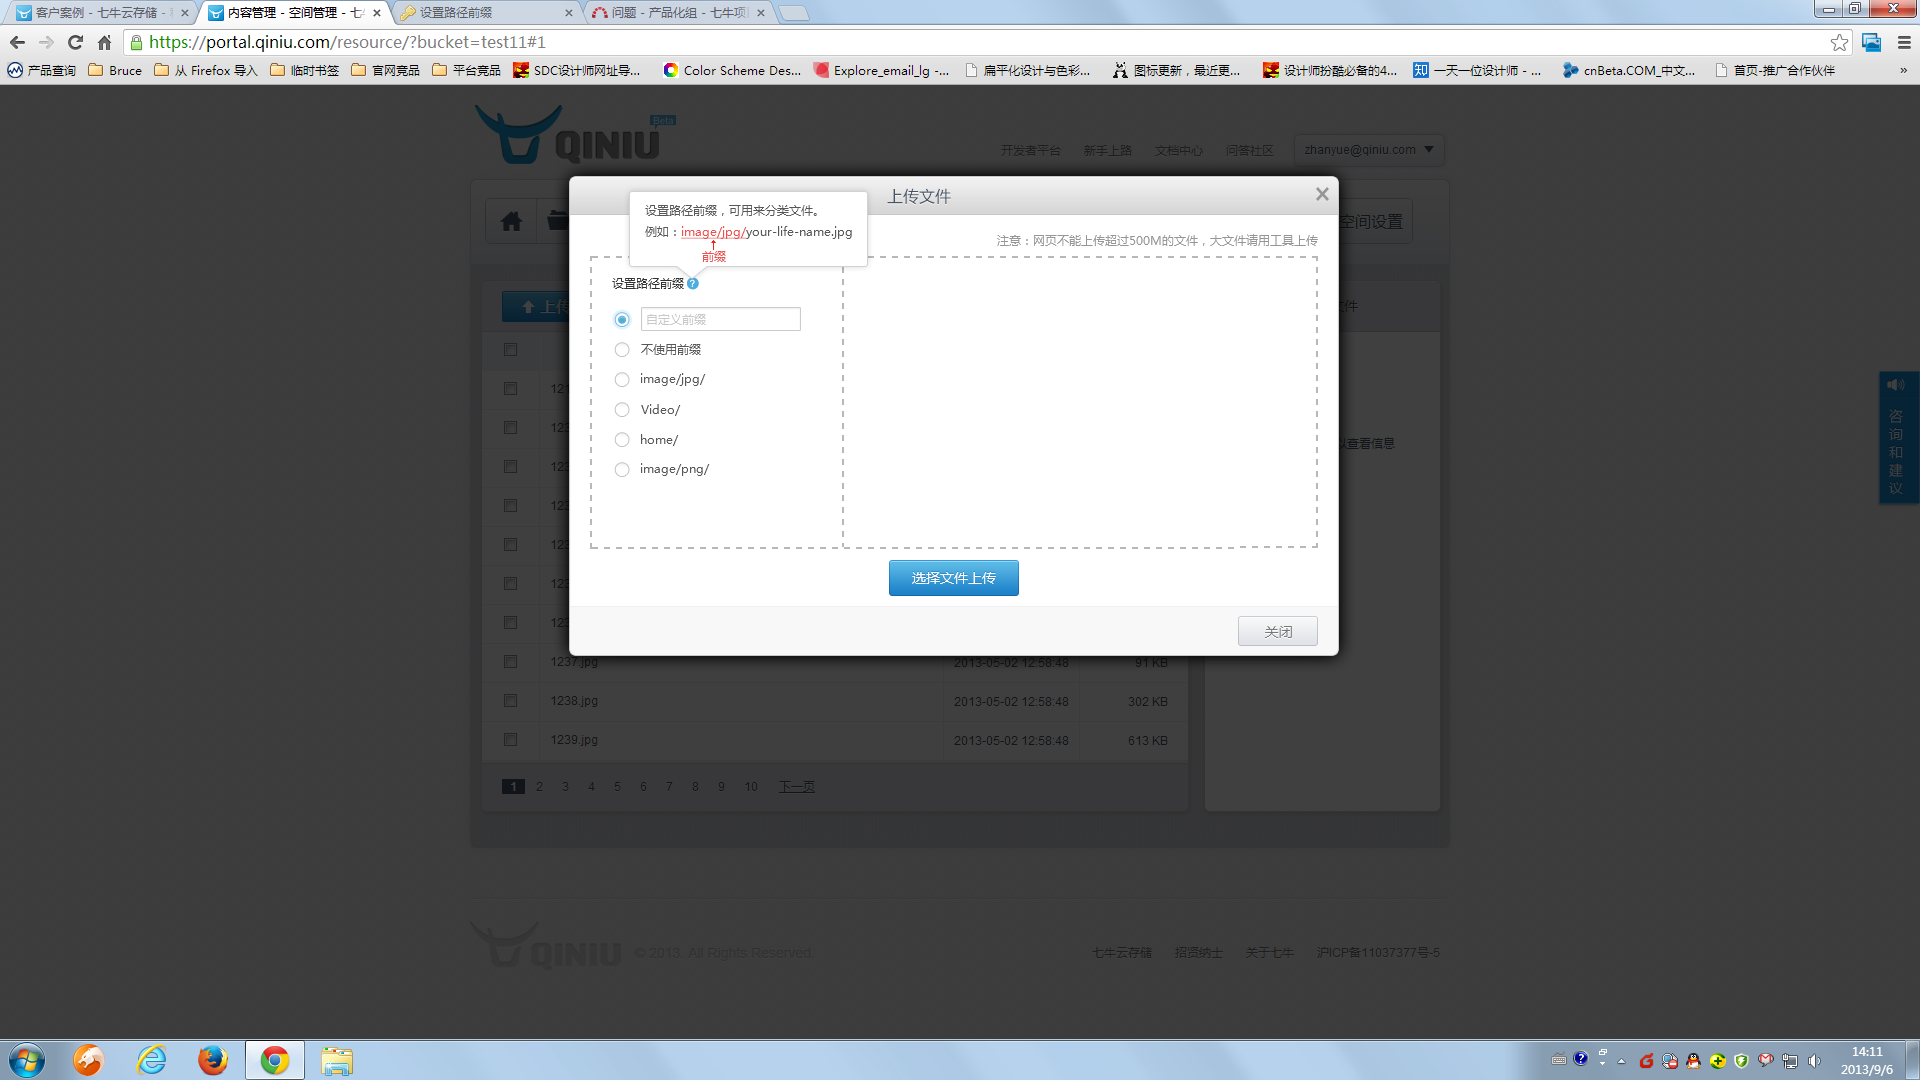 客户案例 - 七牛云存储 -
内容管理 - 空间管理 - 七
设置路径前缀
问题 - 产品化组 - 七牛项
https://portal.qiniu.com/resource/?bucket=test11#1
产品查询
Bruce
从 Firefox 导入
临时书签
官网竞品
平台竞品
SDC设计师网址导...
Color Scheme Des...
Explore_email_lg -...
扁平化设计与色彩...
图标更新，最近更...
设计师扮酷必备的4...
知 一天一位设计师 - ...
cnBeta.COM_中文...
首页-推广合作伙伴
»
QINIU
Beta
开发者平台
新手上路
文档中心
问答社区
zhanyue@qiniu.com
空间设置
上传文件
设置路径前缀，可用来分类文件。
例如：image/jpg/your-life-name.jpg
前缀
注意：网页不能上传超过500M的文件，大文件请用工具上传
设置路径前缀 ?
自定义前缀
不使用前缀
image/jpg/
Video/
home/
image/png/
选择文件上传
关闭
上传
件
查看信息
咨询和建议
121
123
123
123
123
123
123
1237.jpg 2013-05-02 12:58:48 91 KB
1238.jpg 2013-05-02 12:58:48 302 KB
1239.jpg 2013-05-02 12:58:48 613 KB
1 2 3 4 5 6 7 8 9 10 下一页
QINIU © 2013. All Rights Reserved
七牛云存储
招贤纳士
关于七牛
沪ICP备11037377号-5
14:11
2013/9/6